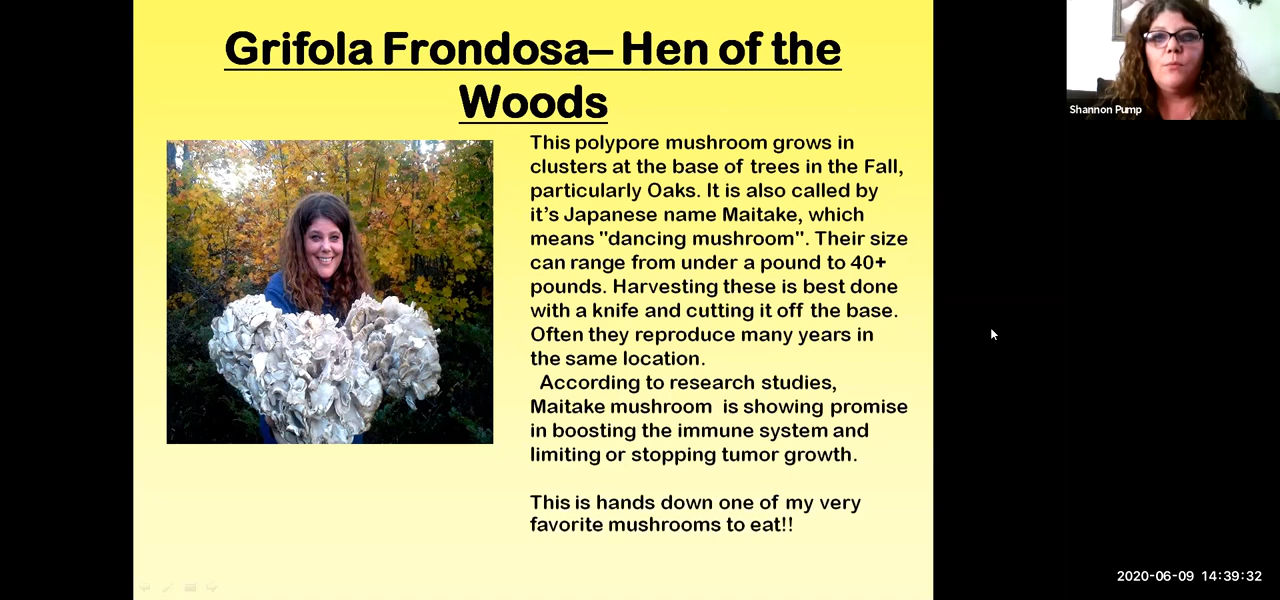 Grifola Frondosa– Hen of the
Woods
This polypore mushroom grows in
clusters at the base of trees in the Fall,
particularly Oaks. It is also called by
it’s Japanese name Maitake, which
means "dancing mushroom". Their size
can range from under a pound to 40+
pounds. Harvesting these is best done
with a knife and cutting it off the base.
Often they reproduce many years in
the same location.
According to research studies,
Maitake mushroom  is showing promise
in boosting the immune system and
limiting or stopping tumor growth.
This is hands down one of my very
favorite mushrooms to eat!!
Shannon Pump
2020-06-09 14:39:32